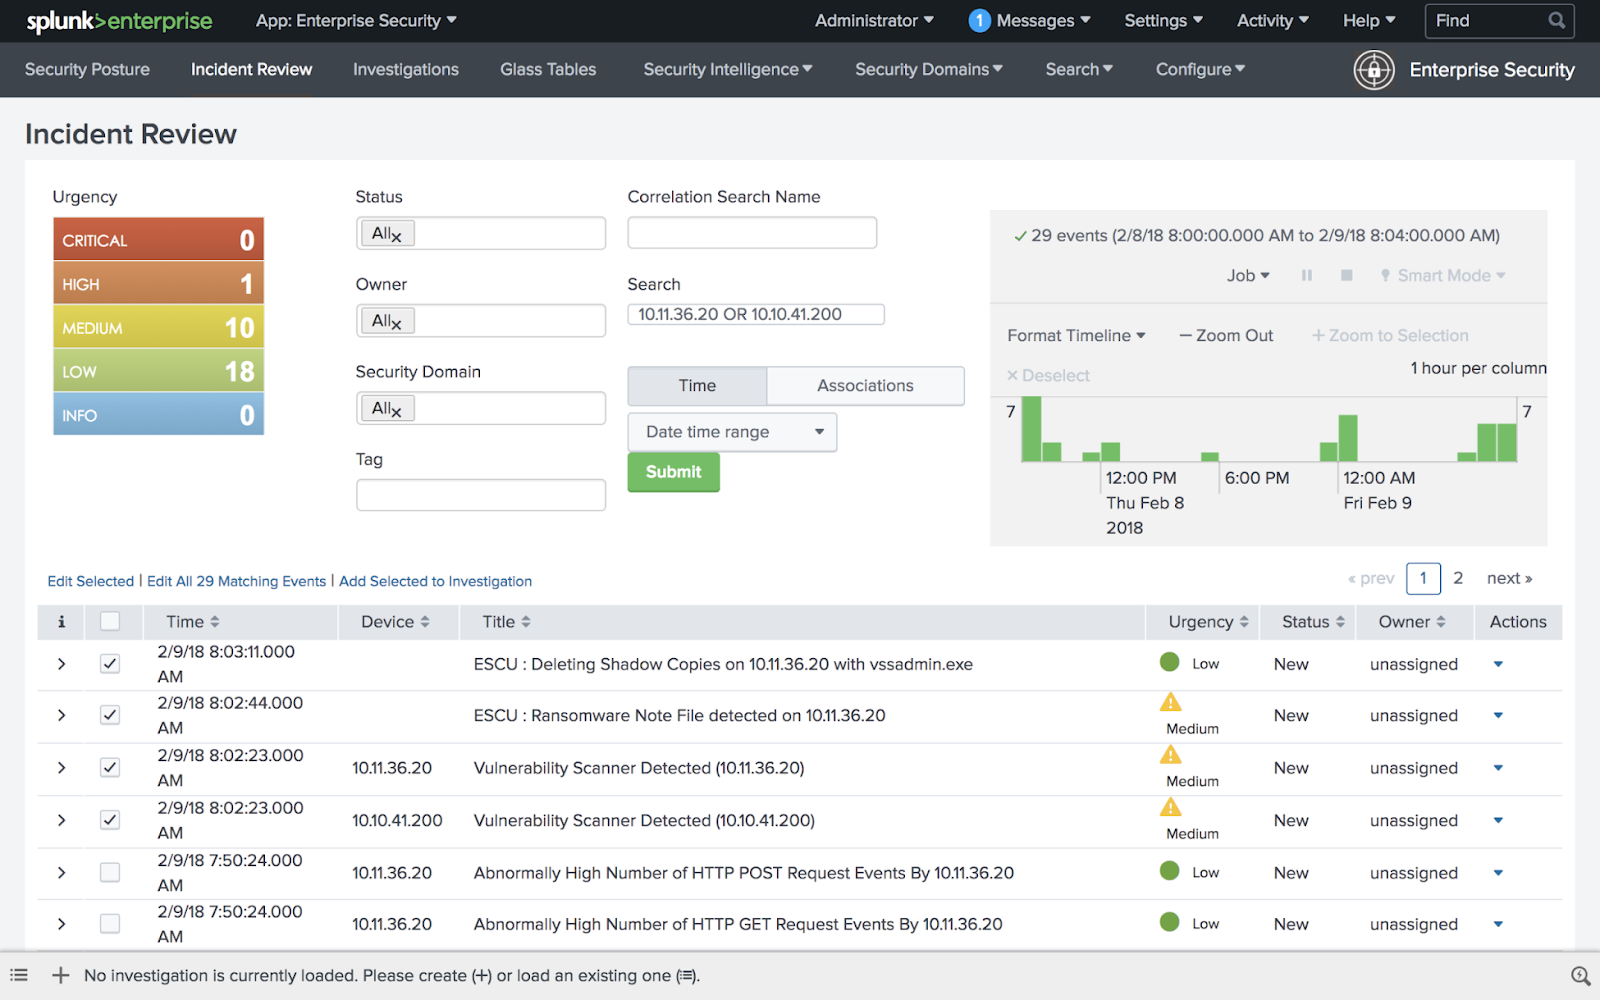 splunk>enterprise App: Enterprise Security Administrator 1 Messages Settings Activity Help Find
Security Posture Incident Review Investigations Glass Tables Security Intelligence Security Domains Search Configure Enterprise Security
Incident Review
Urgency
CRITICAL 0
HIGH 1
MEDIUM 10
LOW 18
INFO 0
Status
All x
Owner
All x
Security Domain
All x
Tag
Correlation Search Name
Search
10.11.36.20 OR 10.10.41.200
Time Associations
Date time range
Submit
29 events (2/8/18 8:00:00.000 AM to 2/9/18 8:04:00.000 AM)
Job Smart Mode
Format Timeline — Zoom Out + Zoom to Selection
× Deselect 1 hour per column
7 7
12:00 PM 6:00 PM 12:00 AM
Thu Feb 8 Fri Feb 9
2018
Edit Selected | Edit All 29 Matching Events | Add Selected to Investigation « prev 1 2 next »
i Time Device Title Urgency Status Owner Actions
2/9/18 8:03:11.000 AM ESCU : Deleting Shadow Copies on 10.11.36.20 with vssadmin.exe Low New unassigned
2/9/18 8:02:44.000 AM ESCU : Ransomware Note File detected on 10.11.36.20 Medium New unassigned
2/9/18 8:02:23.000 AM 10.11.36.20 Vulnerability Scanner Detected (10.11.36.20) Medium New unassigned
2/9/18 8:02:23.000 AM 10.10.41.200 Vulnerability Scanner Detected (10.10.41.200) Medium New unassigned
2/9/18 7:50:24.000 AM 10.11.36.20 Abnormally High Number of HTTP POST Request Events By 10.11.36.20 Low New unassigned
2/9/18 7:50:24.000 AM 10.11.36.20 Abnormally High Number of HTTP GET Request Events By 10.11.36.20 Low New unassigned
No investigation is currently loaded. Please create (+) or load an existing one (≔).